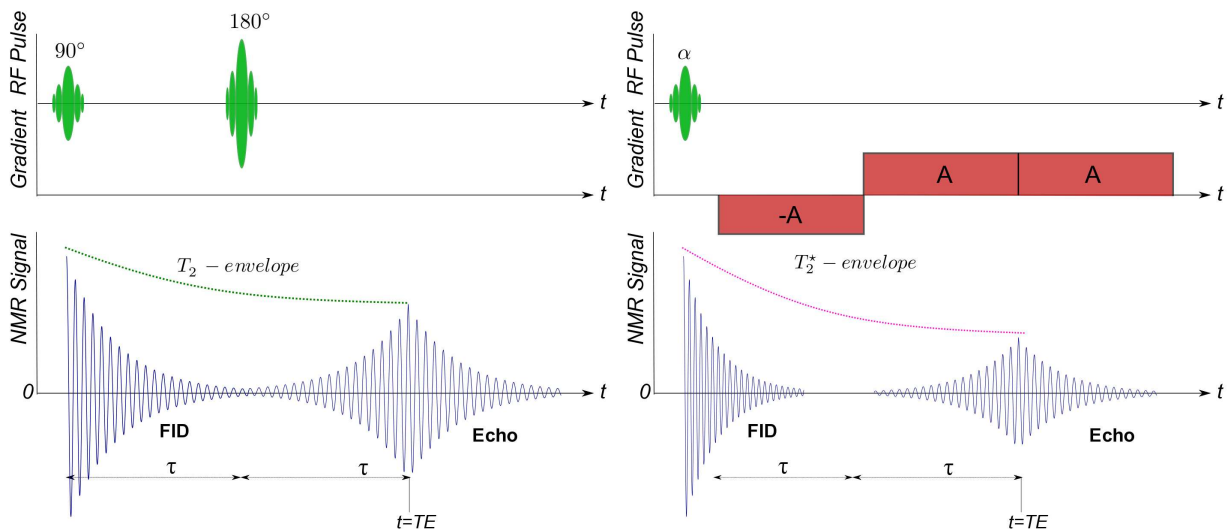 RF Pulse
90°
180°
t
Gradient
t
NMR Signal
T₂ − envelope
0
t
FID
Echo
τ
τ
t=TE
RF Pulse
α
t
Gradient
A
A
-A
t
NMR Signal
T₂⋆ − envelope
0
t
FID
Echo
τ
τ
t=TE